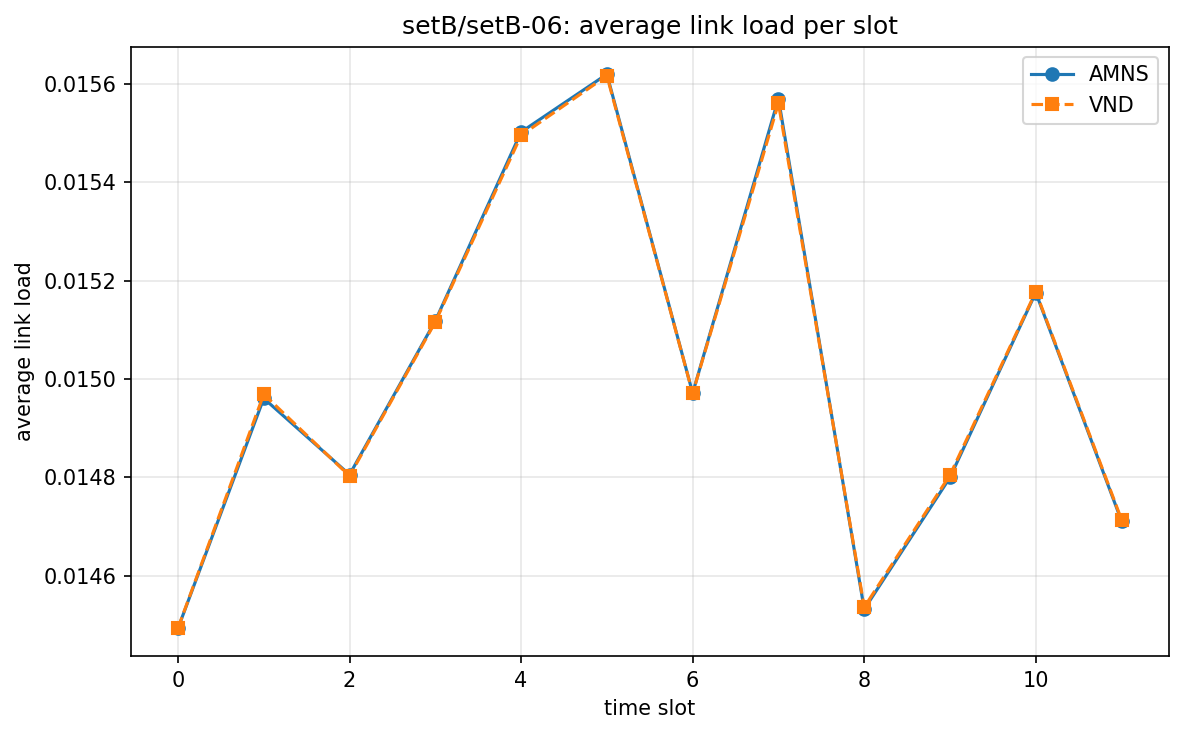 setB/setB-06: average link load per slot
AMNS
VND
average link load
0.0156
0.0154
0.0152
0.0150
0.0148
0.0146
0 2 4 6 8 10
time slot